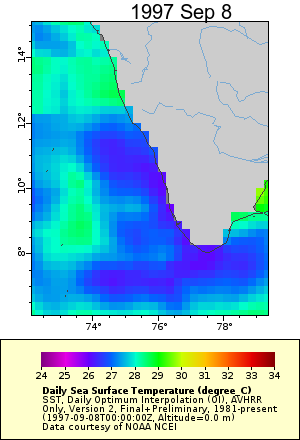 1997 Sep 8
14°
12°
10°
8°
74° 76° 78°
24 25 26 27 28 29 30 31 32 33 34
Daily Sea Surface Temperature (degree_C)
SST, Daily Optimum Interpolation (OI), AVHRR
Only, Version 2, Final+Preliminary, 1981-present
(1997-09-08T00:00:00Z, Altitude=0.0 m)
Data courtesy of NOAA NCEI